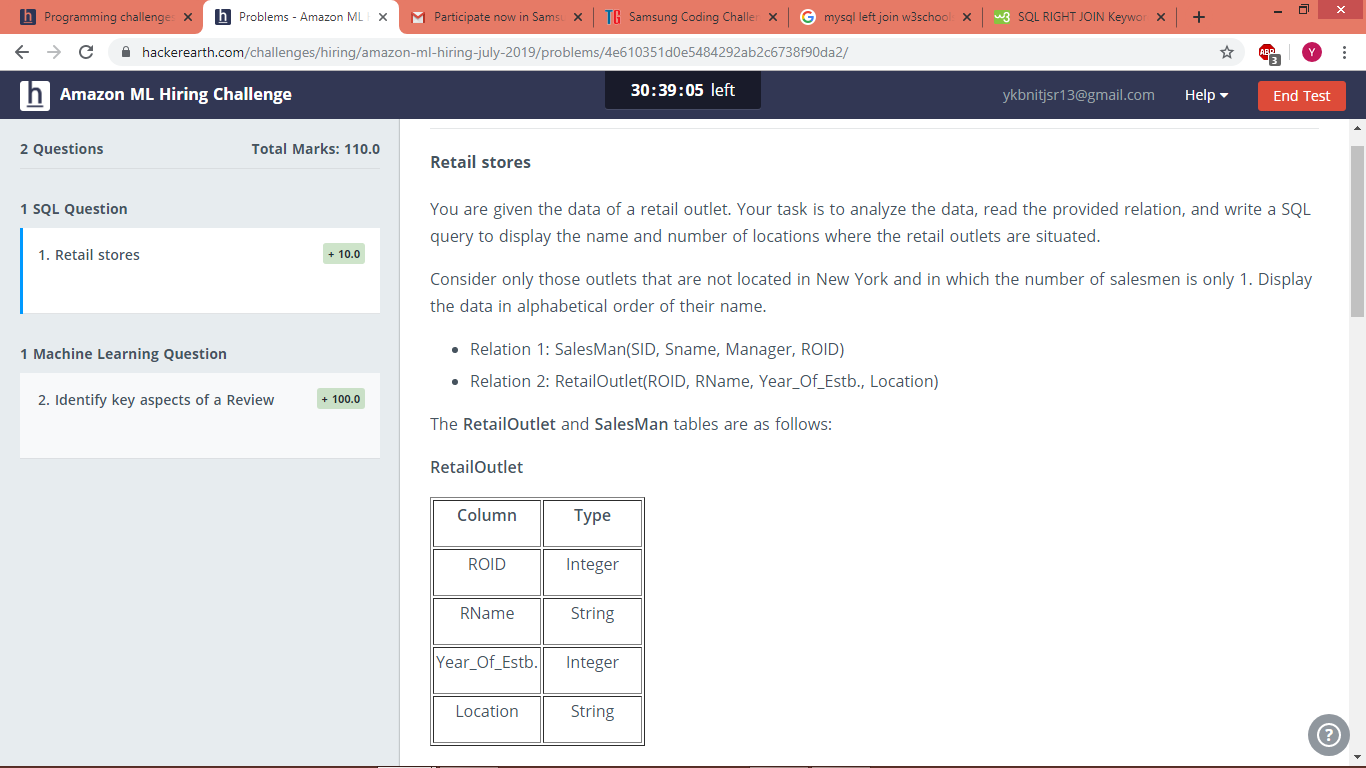 Programming challenges
Problems - Amazon ML H
Participate now in Samsu
Samsung Coding Challen
mysql left join w3school
SQL RIGHT JOIN Keywor
hackerearth.com/challenges/hiring/amazon-ml-hiring-july-2019/problems/4e610351d0e5484292ab2c6738f90da2/
ABP
3
Y
h
Amazon ML Hiring Challenge
30:39:05 left
ykbnitjsr13@gmail.com
Help
End Test
2 Questions
Total Marks: 110.0
1 SQL Question
1. Retail stores
+ 10.0
1 Machine Learning Question
2. Identify key aspects of a Review
+ 100.0
Retail stores
You are given the data of a retail outlet. Your task is to analyze the data, read the provided relation, and write a SQL
query to display the name and number of locations where the retail outlets are situated.
Consider only those outlets that are not located in New York and in which the number of salesmen is only 1. Display
the data in alphabetical order of their name.
• Relation 1: SalesMan(SID, Sname, Manager, ROID)
• Relation 2: RetailOutlet(ROID, RName, Year_Of_Estb., Location)
The RetailOutlet and SalesMan tables are as follows:
RetailOutlet
Column Type
ROID Integer
RName String
Year_Of_Estb. Integer
Location String
?